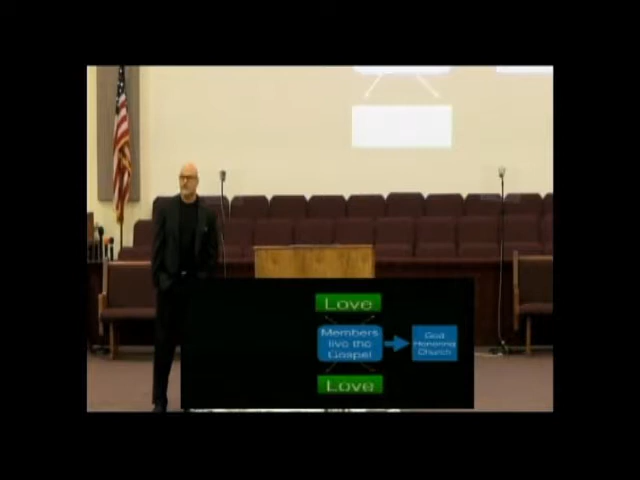 Love
Members
live the
Gospel
God
Honoring
Church
Love